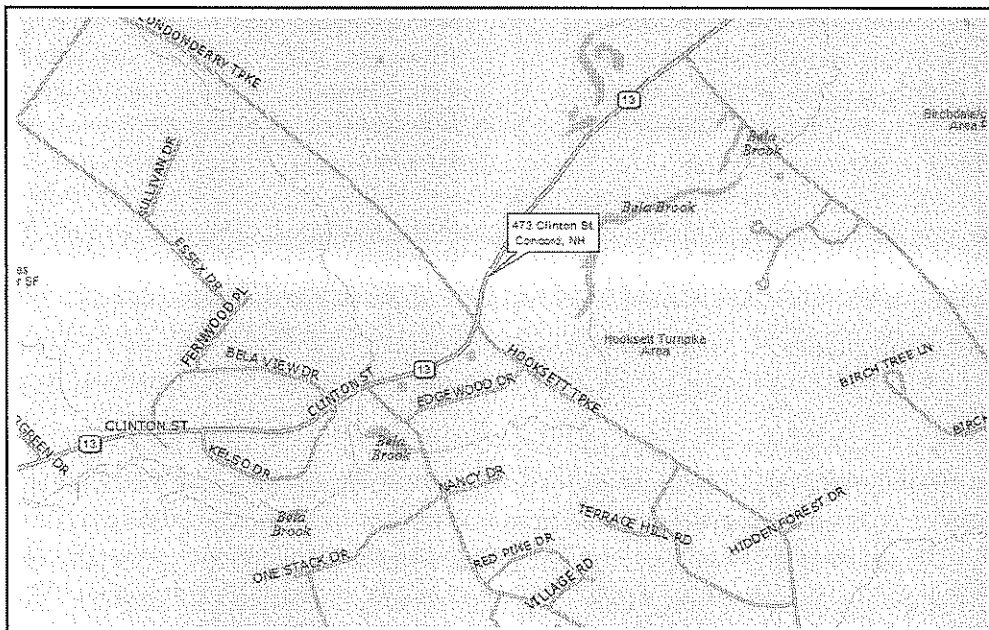 LONDONDERRY TPKE
13
Bela
Brook
SULLIVAN DR
Bela Brook
473 Clinton St
Concord, NH
ESSEX DR
r SF
FERNWOOD PL
Hooksett Turnpike
Area
BELA VIEW DR
CLINTON ST
13
HOOKSETT TPKE
EDGEWOOD DR
BIRCH TREE LN
BIRCH
CLINTON ST
13
GREEN DR
KELSO DR
Bela
Brook
NANCY DR
Bela
Brook
TERRACE HILL RD
HIDDEN FOREST DR
ONE STACK DR
RED PINE DR
VILLAGE RD